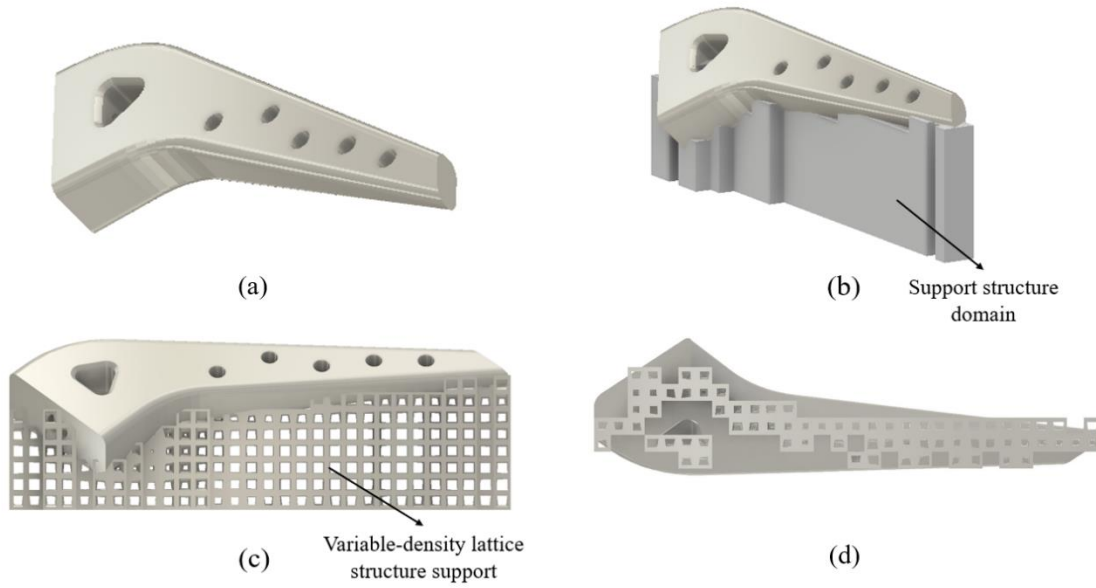 (a)
(b)
Support structure
domain
(c)
Variable-density lattice
structure support
(d)